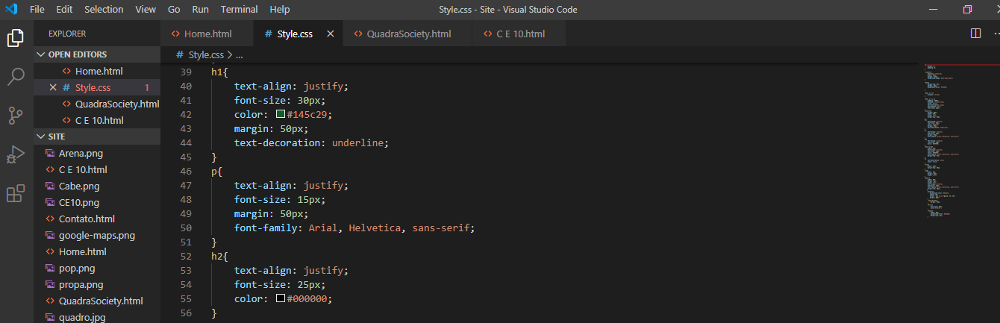 File Edit Selection View Go Run Terminal Help Style.css - Site - Visual Studio Code
EXPLORER
OPEN EDITORS
Home.html
Style.css 1
QuadraSociety.html
C E 10.html
SITE
Arena.png
C E 10.html
Cabe.png
CE10.png
Contato.html
google-maps.png
Home.html
pop.png
propa.png
QuadraSociety.html
quadro.jpg
Home.html Style.css QuadraSociety.html C E 10.html
# Style.css > ...
39 h1{
40 text-align: justify;
41 font-size: 30px;
42 color: #145c29;
43 margin: 50px;
44 text-decoration: underline;
45 }
46 p{
47 text-align: justify;
48 font-size: 15px;
49 margin: 50px;
50 font-family: Arial, Helvetica, sans-serif;
51 }
52 h2{
53 text-align: justify;
54 font-size: 25px;
55 color: #000000;
56 }